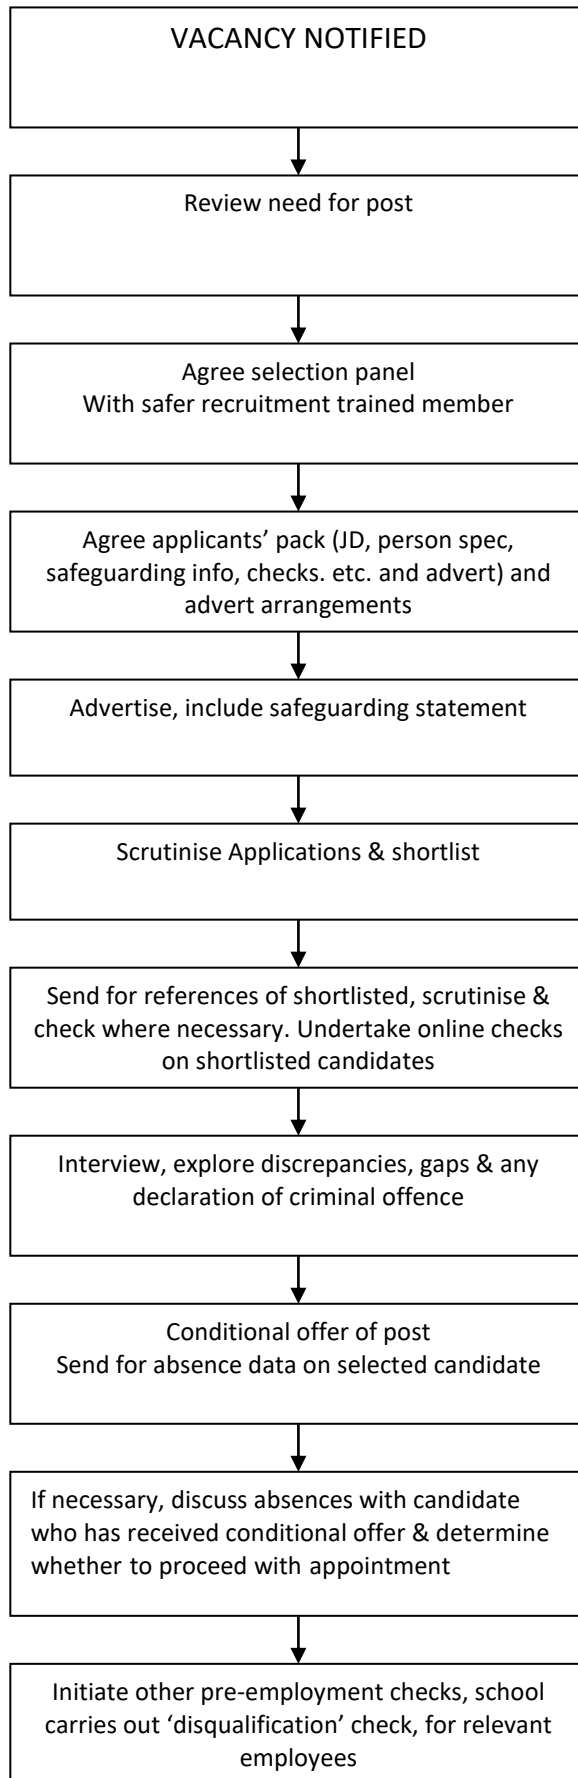 VACANCY NOTIFIED
Review need for post
Agree selection panel
With safer recruitment trained member
Agree applicants’ pack (JD, person spec,
safeguarding info, checks. etc. and advert) and
advert arrangements
Advertise, include safeguarding statement
Scrutinise Applications & shortlist
Send for references of shortlisted, scrutinise &
check where necessary. Undertake online checks
on shortlisted candidates
Interview, explore discrepancies, gaps & any
declaration of criminal offence
Conditional offer of post
Send for absence data on selected candidate
If necessary, discuss absences with candidate
who has received conditional offer & determine
whether to proceed with appointment
Initiate other pre-employment checks, school
carries out ‘disqualification’ check, for relevant
employees